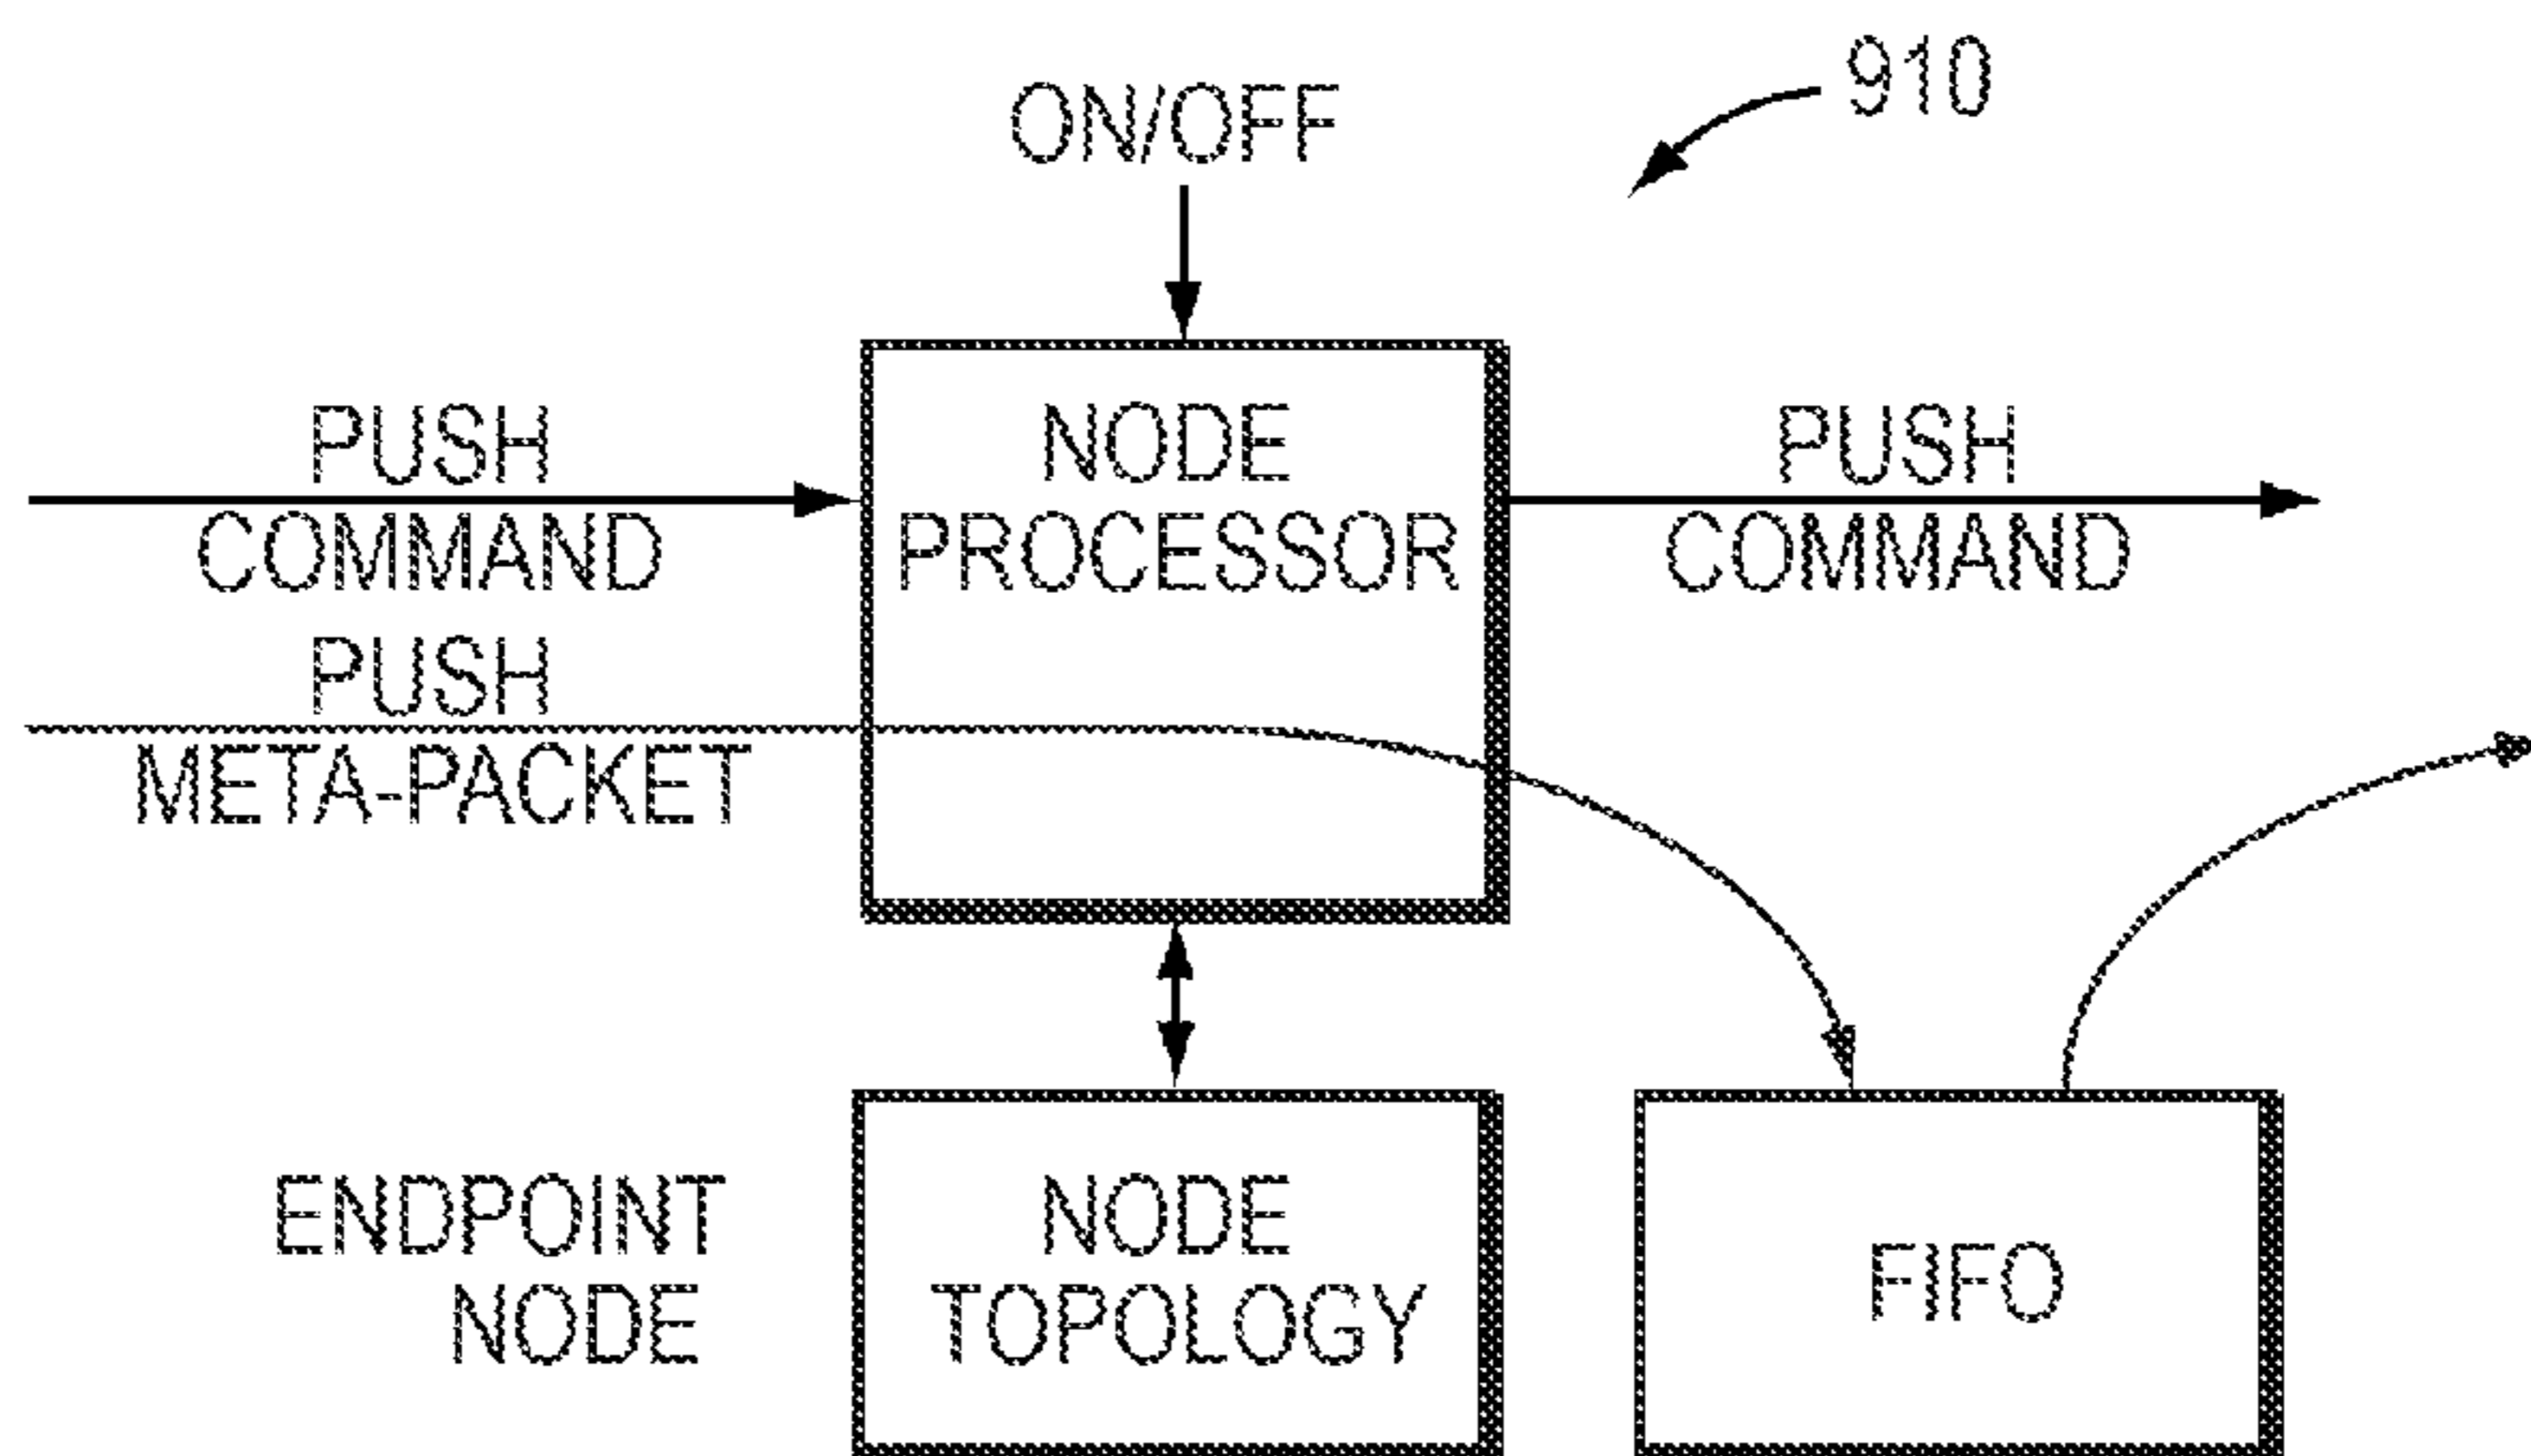 910
ON/OFF
PUSH
COMMAND
NODE
PROCESSOR
PUSH
COMMAND
PUSH
META-PACKET
ENDPOINT
NODE
NODE
TOPOLOGY
FIFO